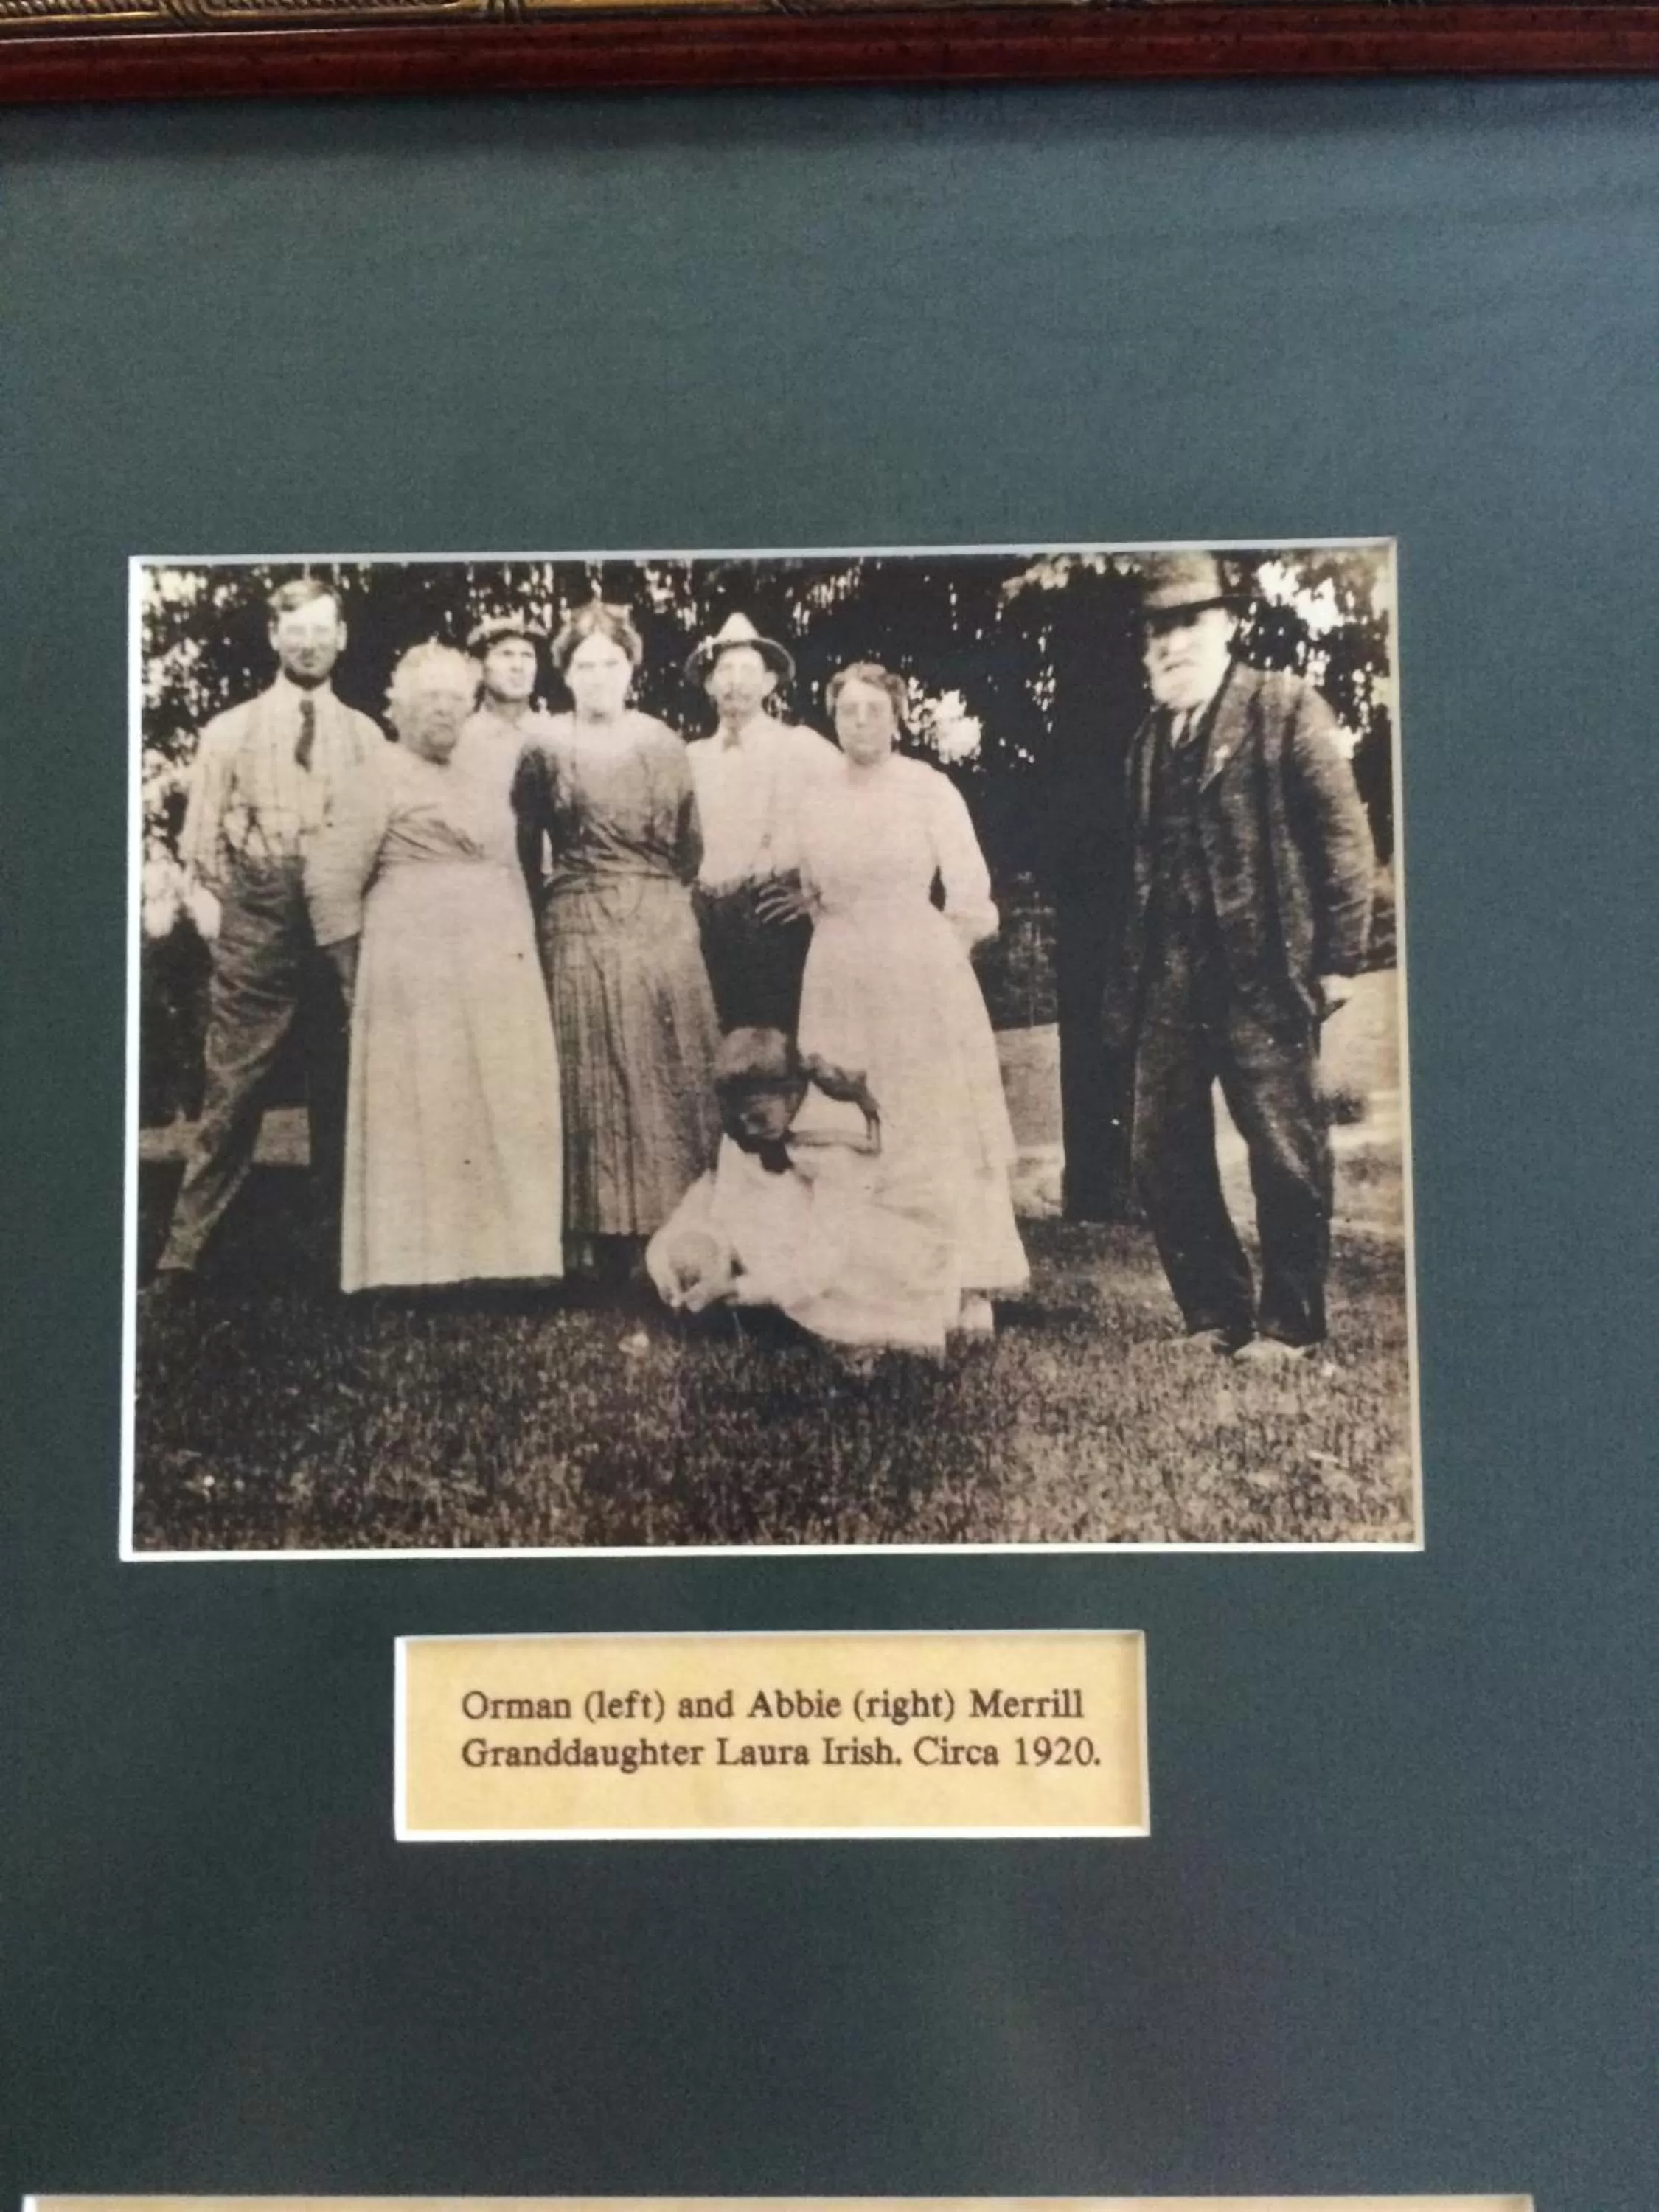 Orman (left) and Abbie (right) Merrill
Granddaughter Laura Irish. Circa 1920.